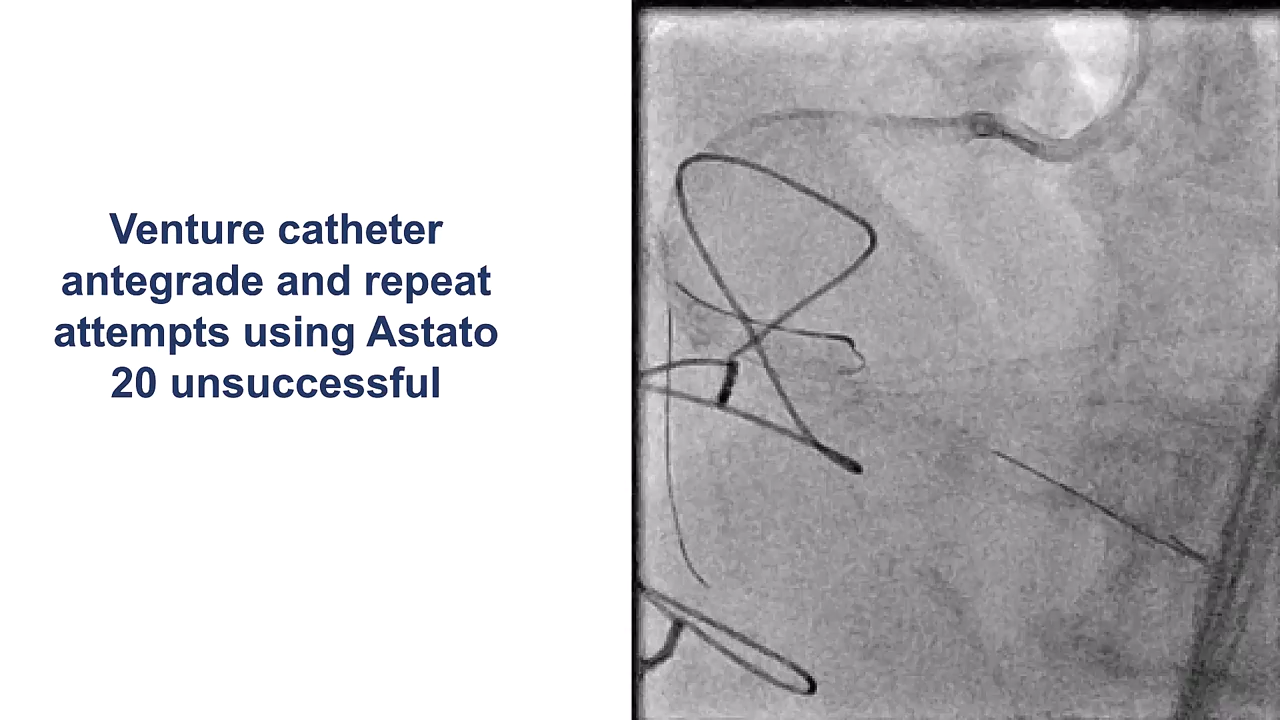 Venture catheter
antegrade and repeat
attempts using Astato
20 unsuccessful